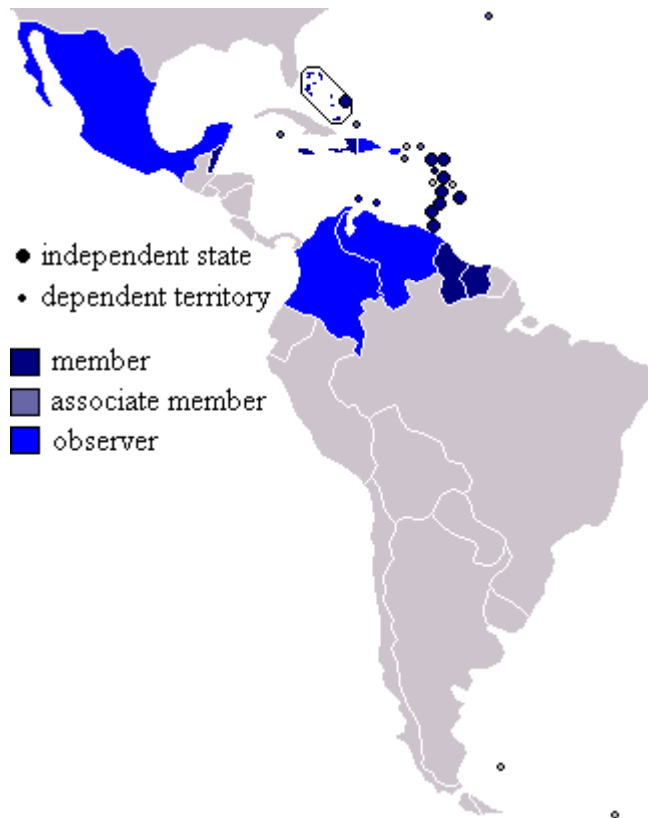 independent state
dependent territory
member
associate member
observer